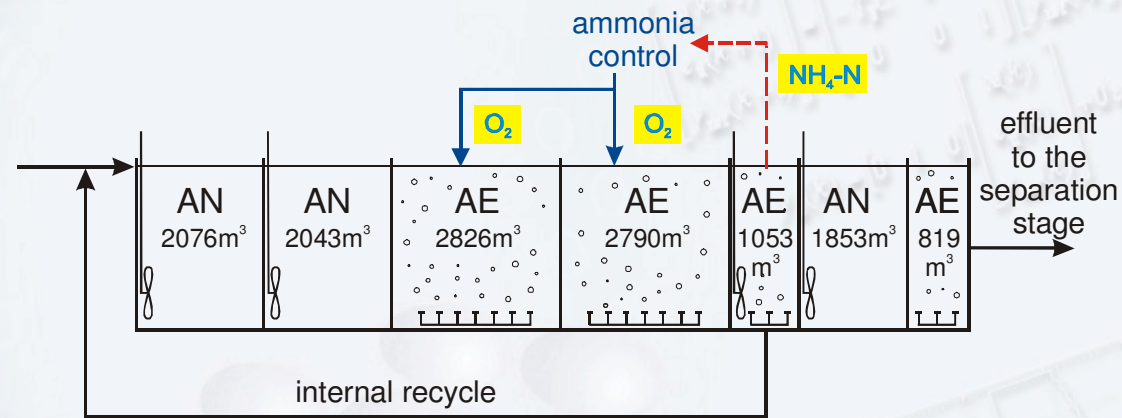 ammonia
control
NH₄-N
O₂
O₂
effluent
to the
separation
stage
AN
2076m³
AN
2043m³
AE
2826m³
AE
2790m³
AE
1053
m³
AN
1853m³
AE
819
m³
internal recycle